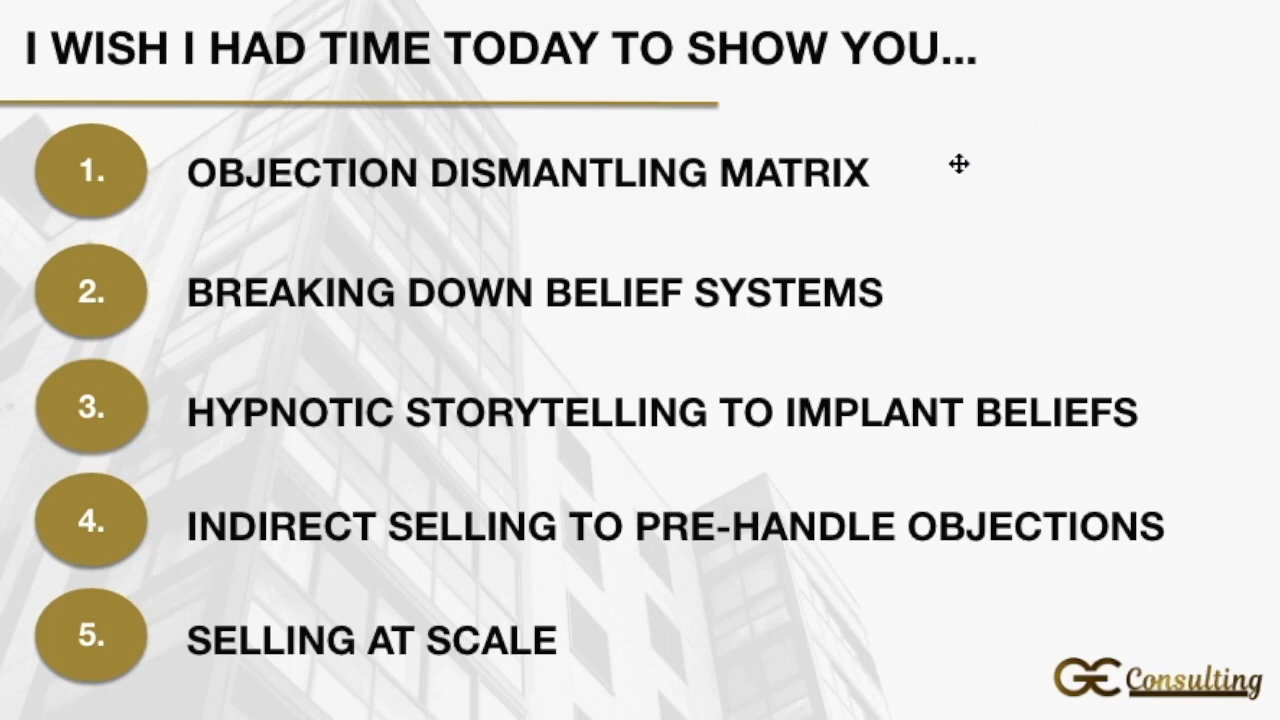 I WISH I HAD TIME TODAY TO SHOW YOU...
1. OBJECTION DISMANTLING MATRIX
2. BREAKING DOWN BELIEF SYSTEMS
3. HYPNOTIC STORYTELLING TO IMPLANT BELIEFS
4. INDIRECT SELLING TO PRE-HANDLE OBJECTIONS
5. SELLING AT SCALE
GC Consulting